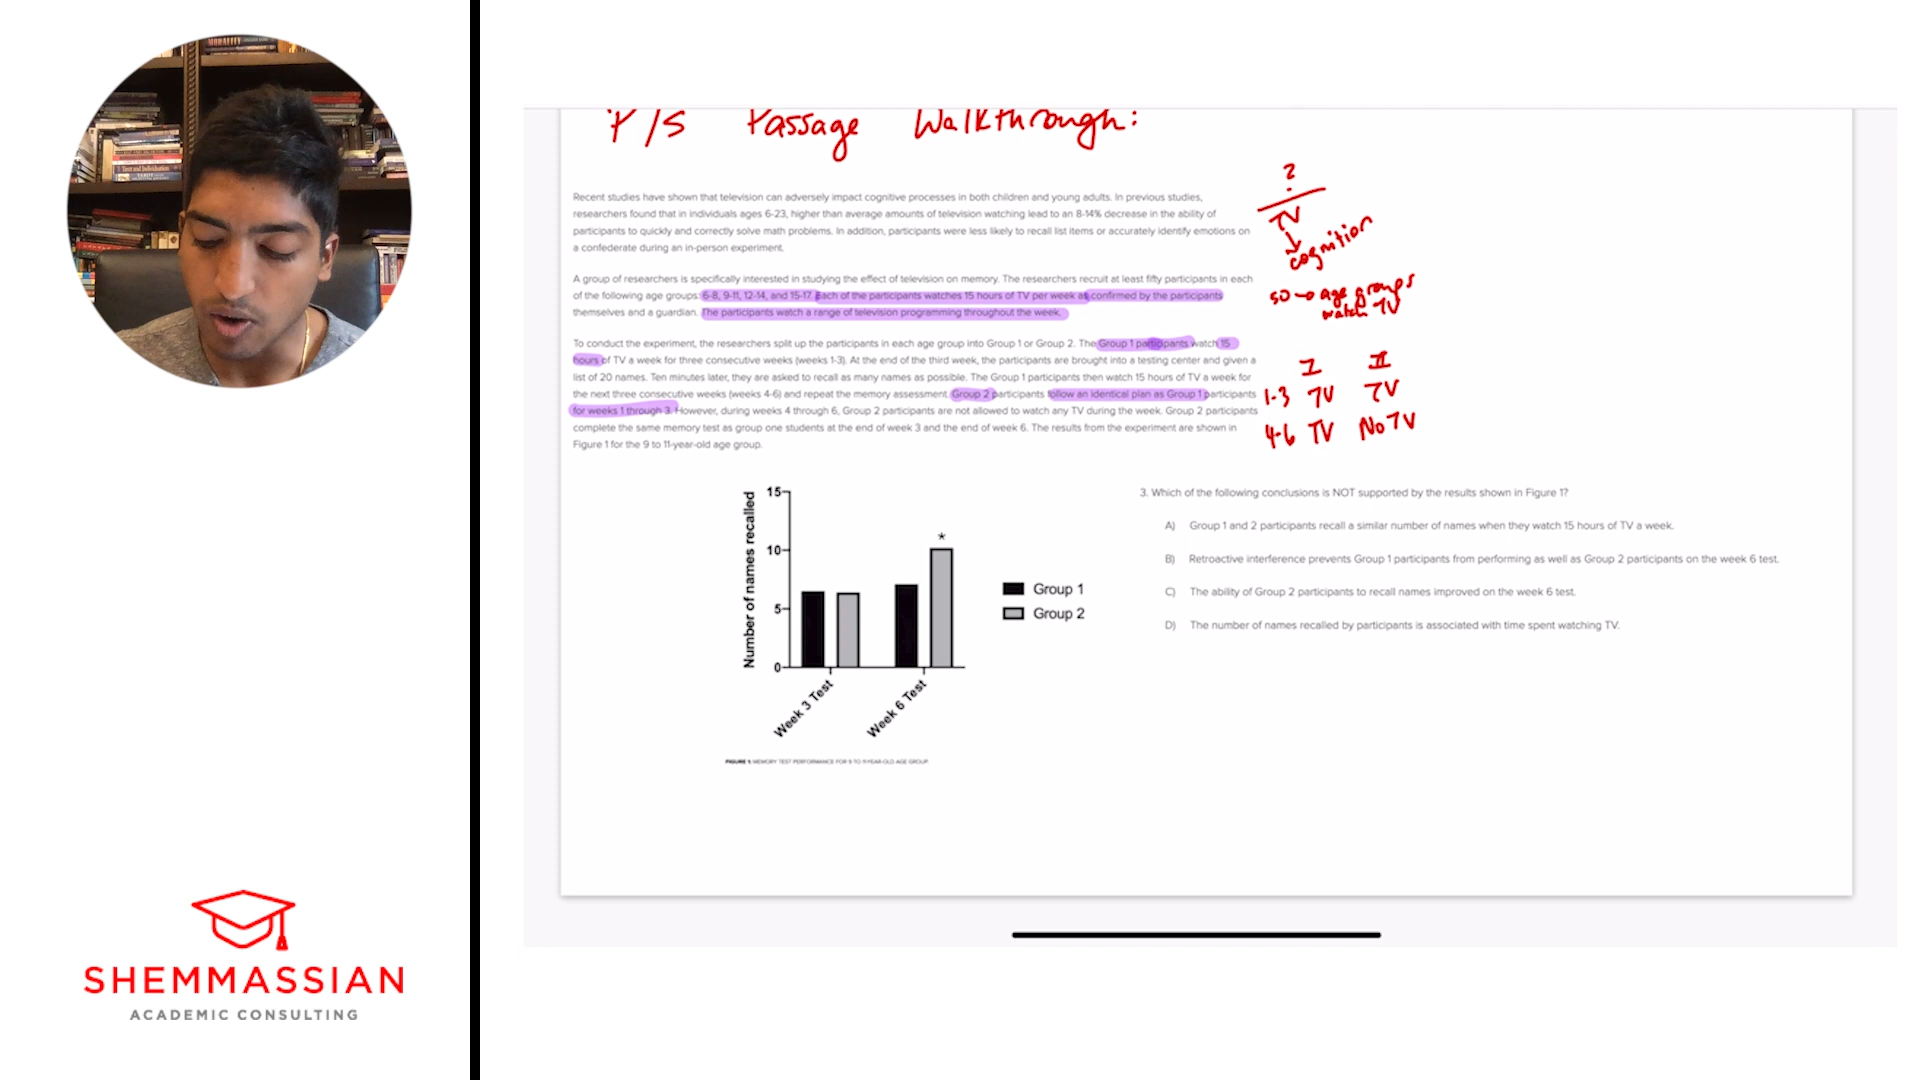 P/S Passage Walkthrough:
Recent studies have shown that television can adversely impact cognitive processes in both children and young adults. In previous studies,
researchers found that in individuals ages 6-23, higher than average amounts of television watching lead to an 8-14% decrease in the ability of
participants to quickly and correctly solve math problems. In addition, participants were less likely to recall list items or accurately identify emotions on
a confederate during an in-person experiment.
?
TV
cognition
A group of researchers is specifically interested in studying the effect of television on memory. The researchers recruit at least fifty participants in each
of the following age groups: 6-8, 9-11, 12-14, and 15-17. Each of the participants watches 15 hours of TV per week as confirmed by the participants
themselves and a guardian. The participants watch a range of television programming throughout the week.
50 → age groups
watch TV
To conduct the experiment, the researchers split up the participants in each age group into Group 1 or Group 2. The Group 1 participants watch 15
hours of TV a week for three consecutive weeks (weeks 1-3). At the end of the third week, the participants are brought into a testing center and given a
list of 20 names. Ten minutes later, they are asked to recall as many names as possible. The Group 1 participants then watch 15 hours of TV a week for
the next three consecutive weeks (weeks 4-6) and repeat the memory assessment. Group 2 participants follow an identical plan as Group 1 participants
for weeks 1 through 3. However, during weeks 4 through 6, Group 2 participants are not allowed to watch any TV during the week. Group 2 participants
complete the same memory test as group one students at the end of week 3 and the end of week 6. The results from the experiment are shown in
Figure 1 for the 9 to 11-year-old age group.
I II
1-3 TV TV
4-6 TV No TV
Number of names recalled
15
10
5
0
*
Week 3 Test
Week 6 Test
Group 1
Group 2
FIGURE 1. MEMORY TEST PERFORMANCE FOR 9 TO 11-YEAR-OLD AGE GROUP
3. Which of the following conclusions is NOT supported by the results shown in Figure 1?
A) Group 1 and 2 participants recall a similar number of names when they watch 15 hours of TV a week.
B) Retroactive interference prevents Group 1 participants from performing as well as Group 2 participants on the week 6 test.
C) The ability of Group 2 participants to recall names improved on the week 6 test.
D) The number of names recalled by participants is associated with time spent watching TV.
SHEMMASSIAN
ACADEMIC CONSULTING